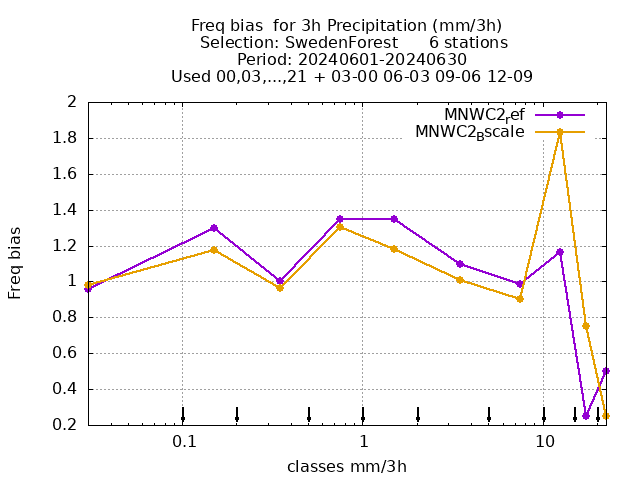 Freq bias  for 3h Precipitation (mm/3h)
Selection: SwedenForest      6 stations
Period: 20240601-20240630
Used 00,03,...,21 + 03-00 06-03 09-06 12-09
MNWC2ref
MNWC2Bscale
2
1.8
1.6
1.4
1.2
1
0.8
0.6
0.4
0.2
Freq bias
0.1
1
10
classes mm/3h